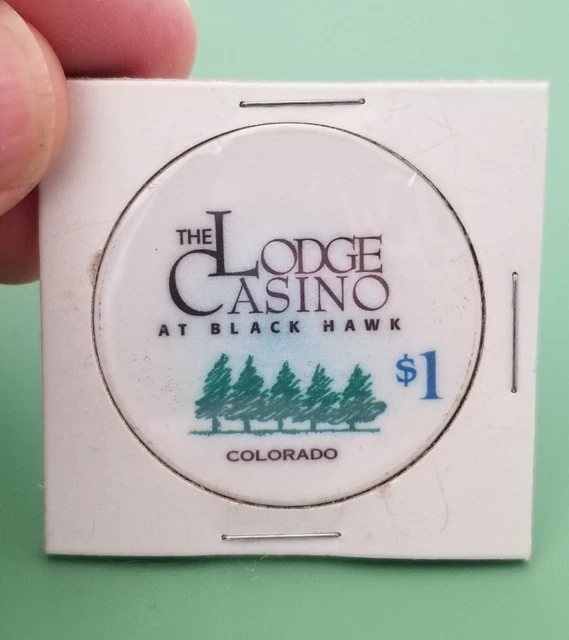 THE LODGE
CASINO
AT BLACK HAWK
$1
COLORADO